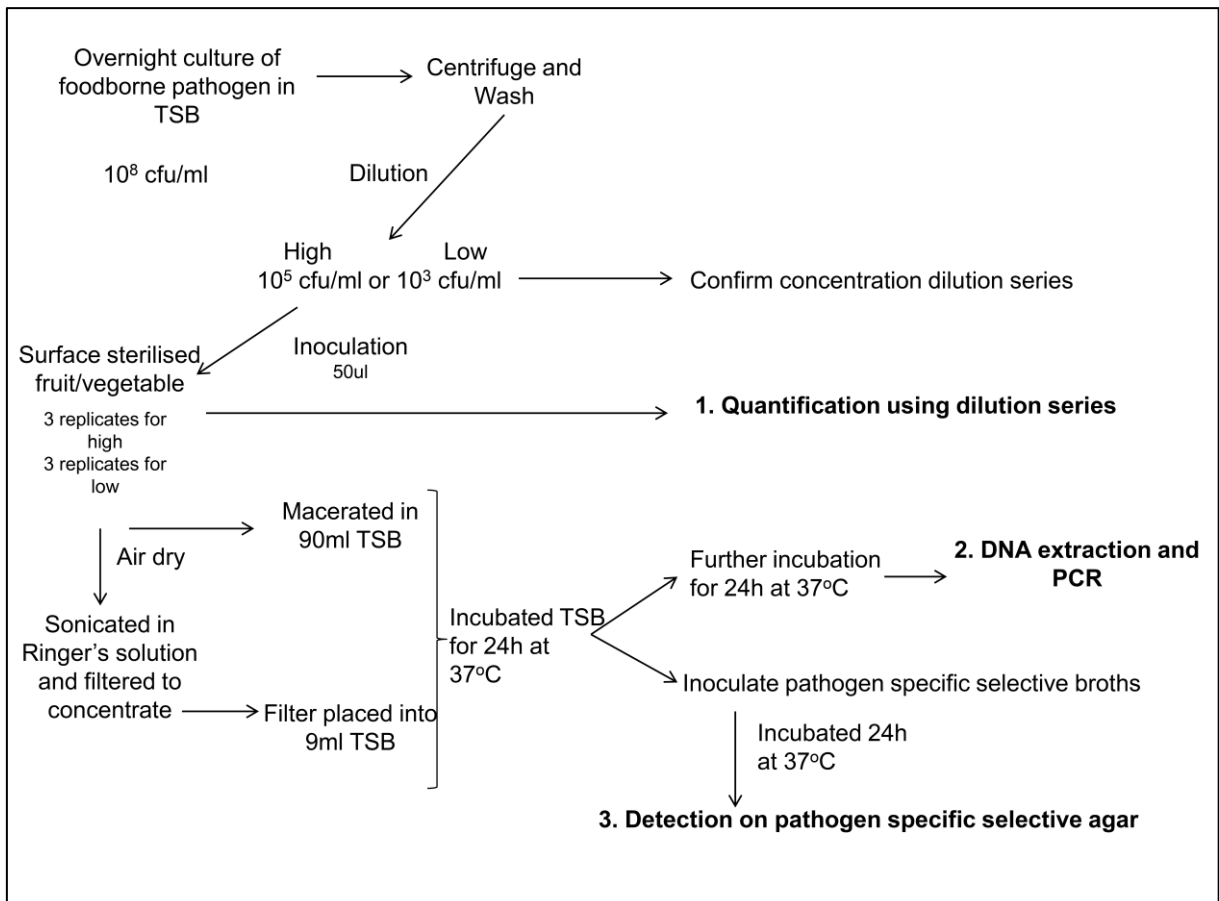 Overnight culture of
foodborne pathogen in
TSB
10⁸ cfu/ml
Centrifuge and
Wash
Dilution
High
Low
10⁵ cfu/ml or 10³ cfu/ml
Confirm concentration dilution series
Inoculation
50ul
Surface sterilised
fruit/vegetable
3 replicates for
high
3 replicates for
low
1. Quantification using dilution series
Air dry
Macerated in
90ml TSB
Sonicated in
Ringer's solution
and filtered to
concentrate
Filter placed into
9ml TSB
Incubated TSB
for 24h at
37ºC
Further incubation
for 24h at 37ºC
2. DNA extraction and
PCR
Inoculate pathogen specific selective broths
Incubated 24h
at 37ºC
3. Detection on pathogen specific selective agar